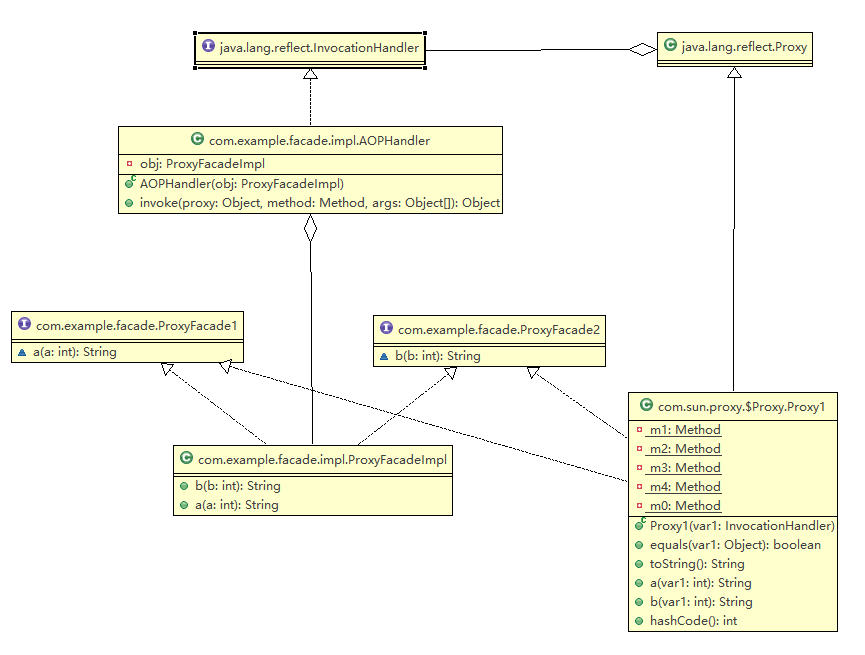 java.lang.reflect.InvocationHandler
java.lang.reflect.Proxy
com.example.facade.impl.AOPHandler
obj: ProxyFacadeImpl
AOPHandler(obj: ProxyFacadeImpl)
invoke(proxy: Object, method: Method, args: Object[]): Object
com.example.facade.ProxyFacade1
a(a: int): String
com.example.facade.ProxyFacade2
b(b: int): String
com.example.facade.impl.ProxyFacadeImpl
b(b: int): String
a(a: int): String
com.sun.proxy.$Proxy.Proxy1
m1: Method
m2: Method
m3: Method
m4: Method
m0: Method
Proxy1(var1: InvocationHandler)
equals(var1: Object): boolean
toString(): String
a(var1: int): String
b(var1: int): String
hashCode(): int